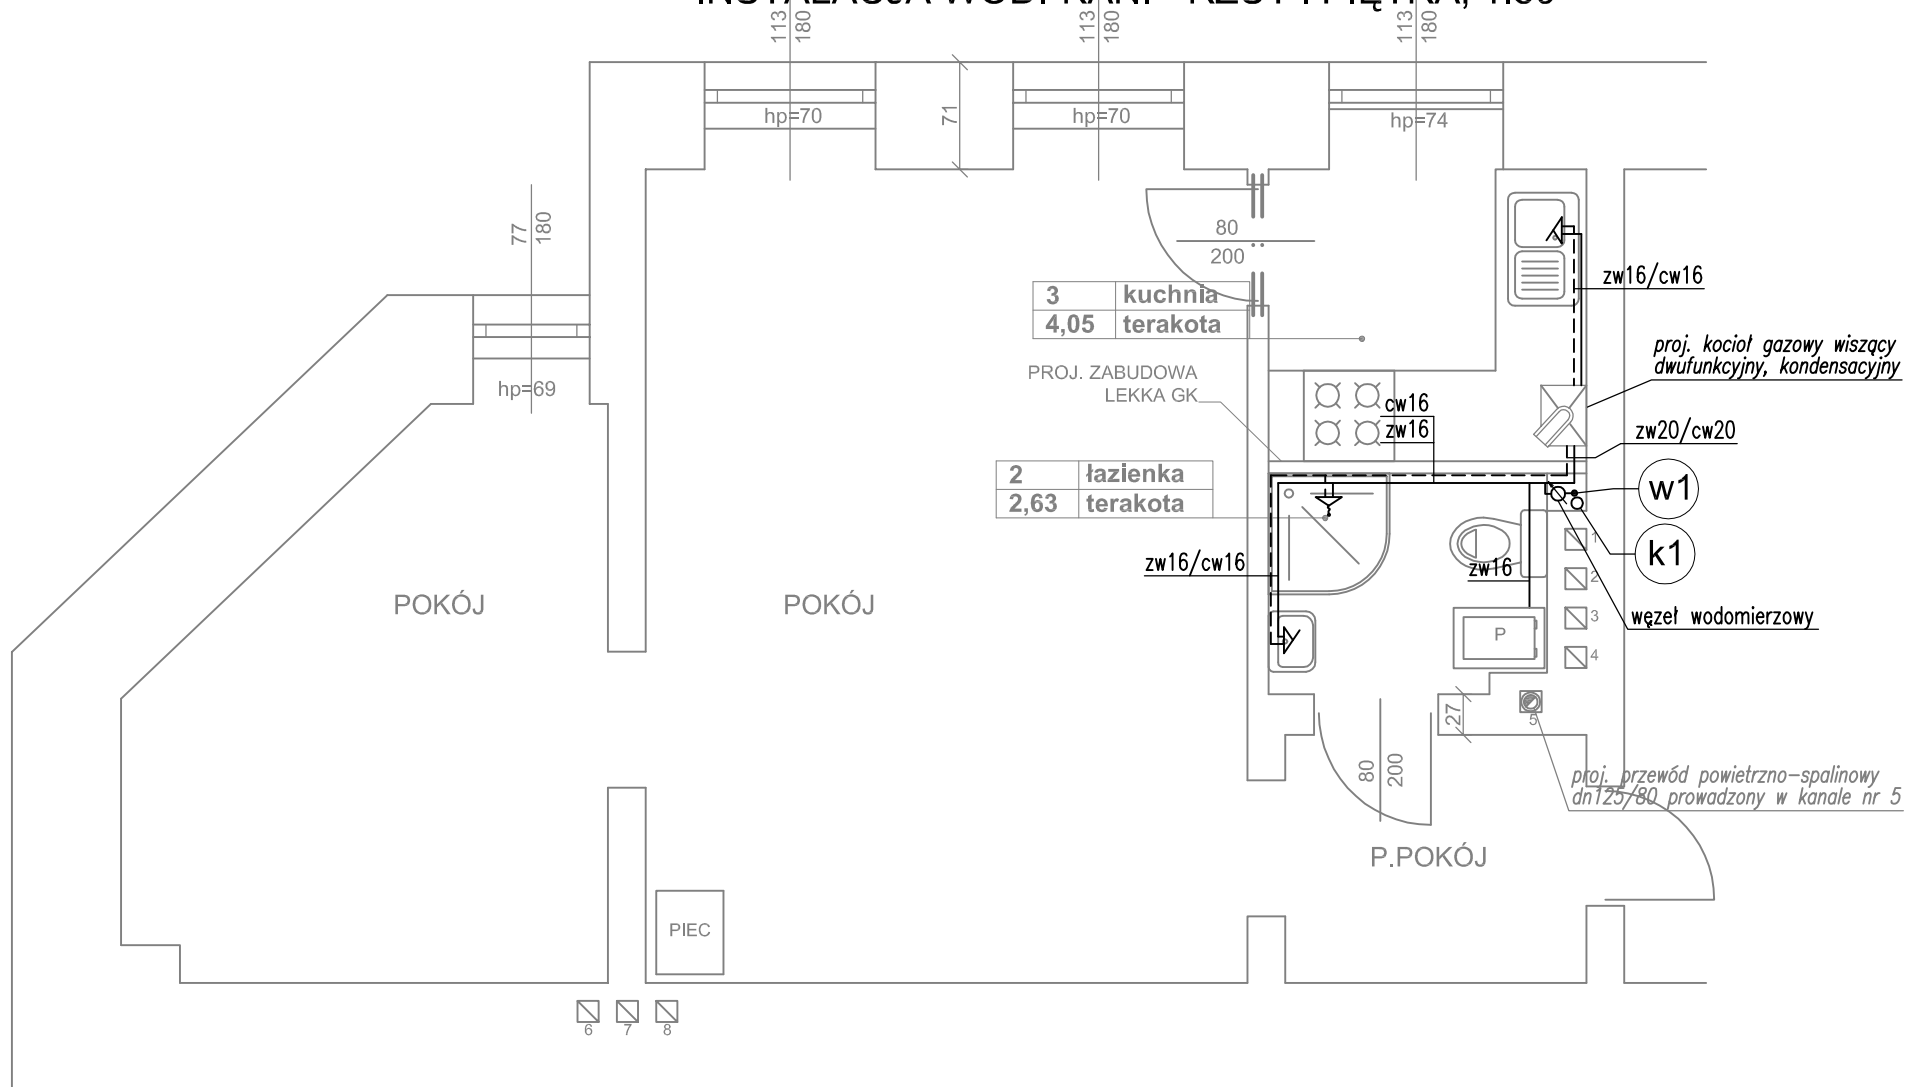 113
180
113
180
113
180
hp=70
71
hp=70
hp=74
77
180
80
200
zw16/cw16
3 kuchnia
4,05 terakota
proj. kocioł gazowy wiszący
dwufunkcyjny, kondensacyjny
hp=69
PROJ. ZABUDOWA
LEKKA GK
cw16
zw16
zw20/cw20
2 łazienka
2,63 terakota
w1
k1
1
zw16/cw16
zw16
2
POKÓJ
POKÓJ
3
węzeł wodomierzowy
P
4
27
5
80
200
proj. przewód powietrzno-spalinowy
dn125/80 prowadzony w kanale nr 5
P.POKÓJ
PIEC
6
7
8